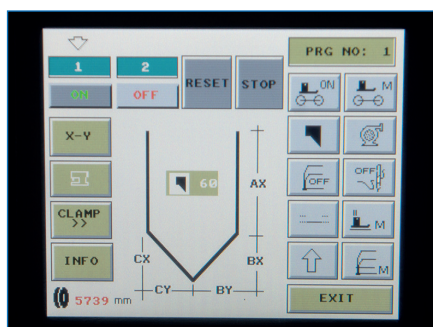 PRG NO: 1
1
2
ON
OFF
RESET
STOP
ON
M
X-Y
60
AX
OFF
OFF
CLAMP
>>
M
INFO
CX
BX
M
CY
BY
5739 mm
EXIT